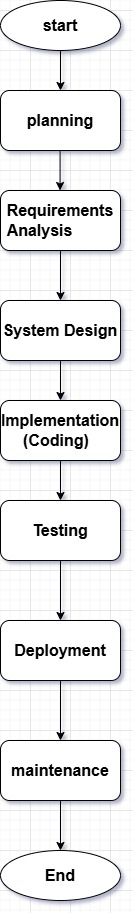 start
planning
Requirements
Analysis
System Design
Implementation
(Coding)
Testing
Deployment
maintenance
End